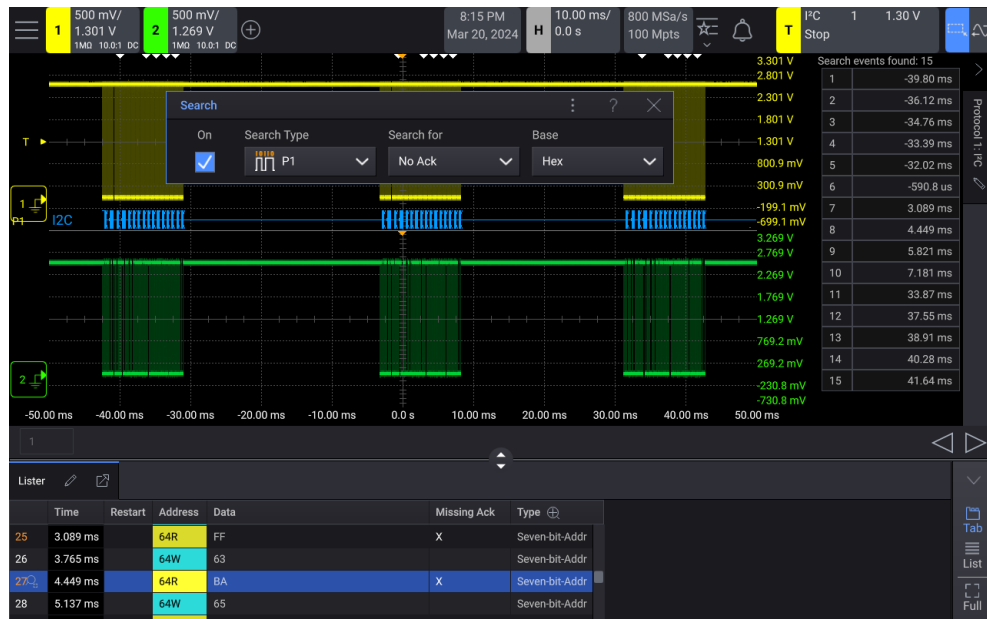 1
500 mV/
1.301 V
1MΩ 10.0:1 DC
2
500 mV/
1.269 V
1MΩ 10.0:1 DC
8:15 PM
Mar 20, 2024
H
10.00 ms/
0.0 s
800 MSa/s
100 Mpts
T
I²C 1 1.30 V
Stop
Search
On
Search Type
P1
Search for
No Ack
Base
Hex
T
1
P1
I2C
2
3.301 V
2.801 V
2.301 V
1.801 V
1.301 V
800.9 mV
300.9 mV
-199.1 mV
-699.1 mV
3.269 V
2.769 V
2.269 V
1.769 V
1.269 V
769.2 mV
269.2 mV
-230.8 mV
-730.8 mV
-50.00 ms -40.00 ms -30.00 ms -20.00 ms -10.00 ms 0.0 s 10.00 ms 20.00 ms 30.00 ms 40.00 ms 50.00 ms
Search events found: 15
1 -39.80 ms
2 -36.12 ms
3 -34.76 ms
4 -33.39 ms
5 -32.02 ms
6 -590.8 us
7 3.089 ms
8 4.449 ms
9 5.821 ms
10 7.181 ms
11 33.87 ms
12 37.55 ms
13 38.91 ms
14 40.28 ms
15 41.64 ms
Protocol 1: I²C
1
Lister
Time Restart Address Data Missing Ack Type
25 3.089 ms 64R FF X Seven-bit-Addr
26 3.765 ms 64W 63 Seven-bit-Addr
27 4.449 ms 64R BA X Seven-bit-Addr
28 5.137 ms 64W 65 Seven-bit-Addr
Tab
List
Full